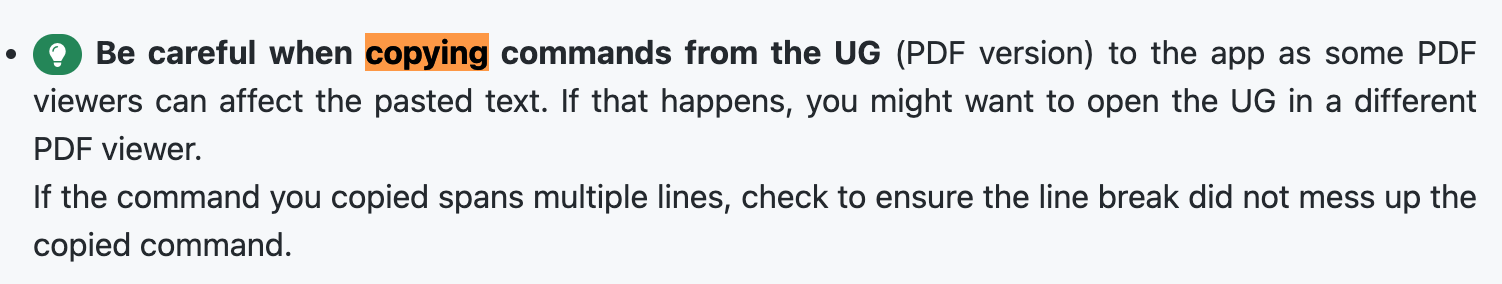 • Be careful when copying commands from the UG (PDF version) to the app as some PDF
viewers can affect the pasted text. If that happens, you might want to open the UG in a different
PDF viewer.
If the command you copied spans multiple lines, check to ensure the line break did not mess up the
copied command.